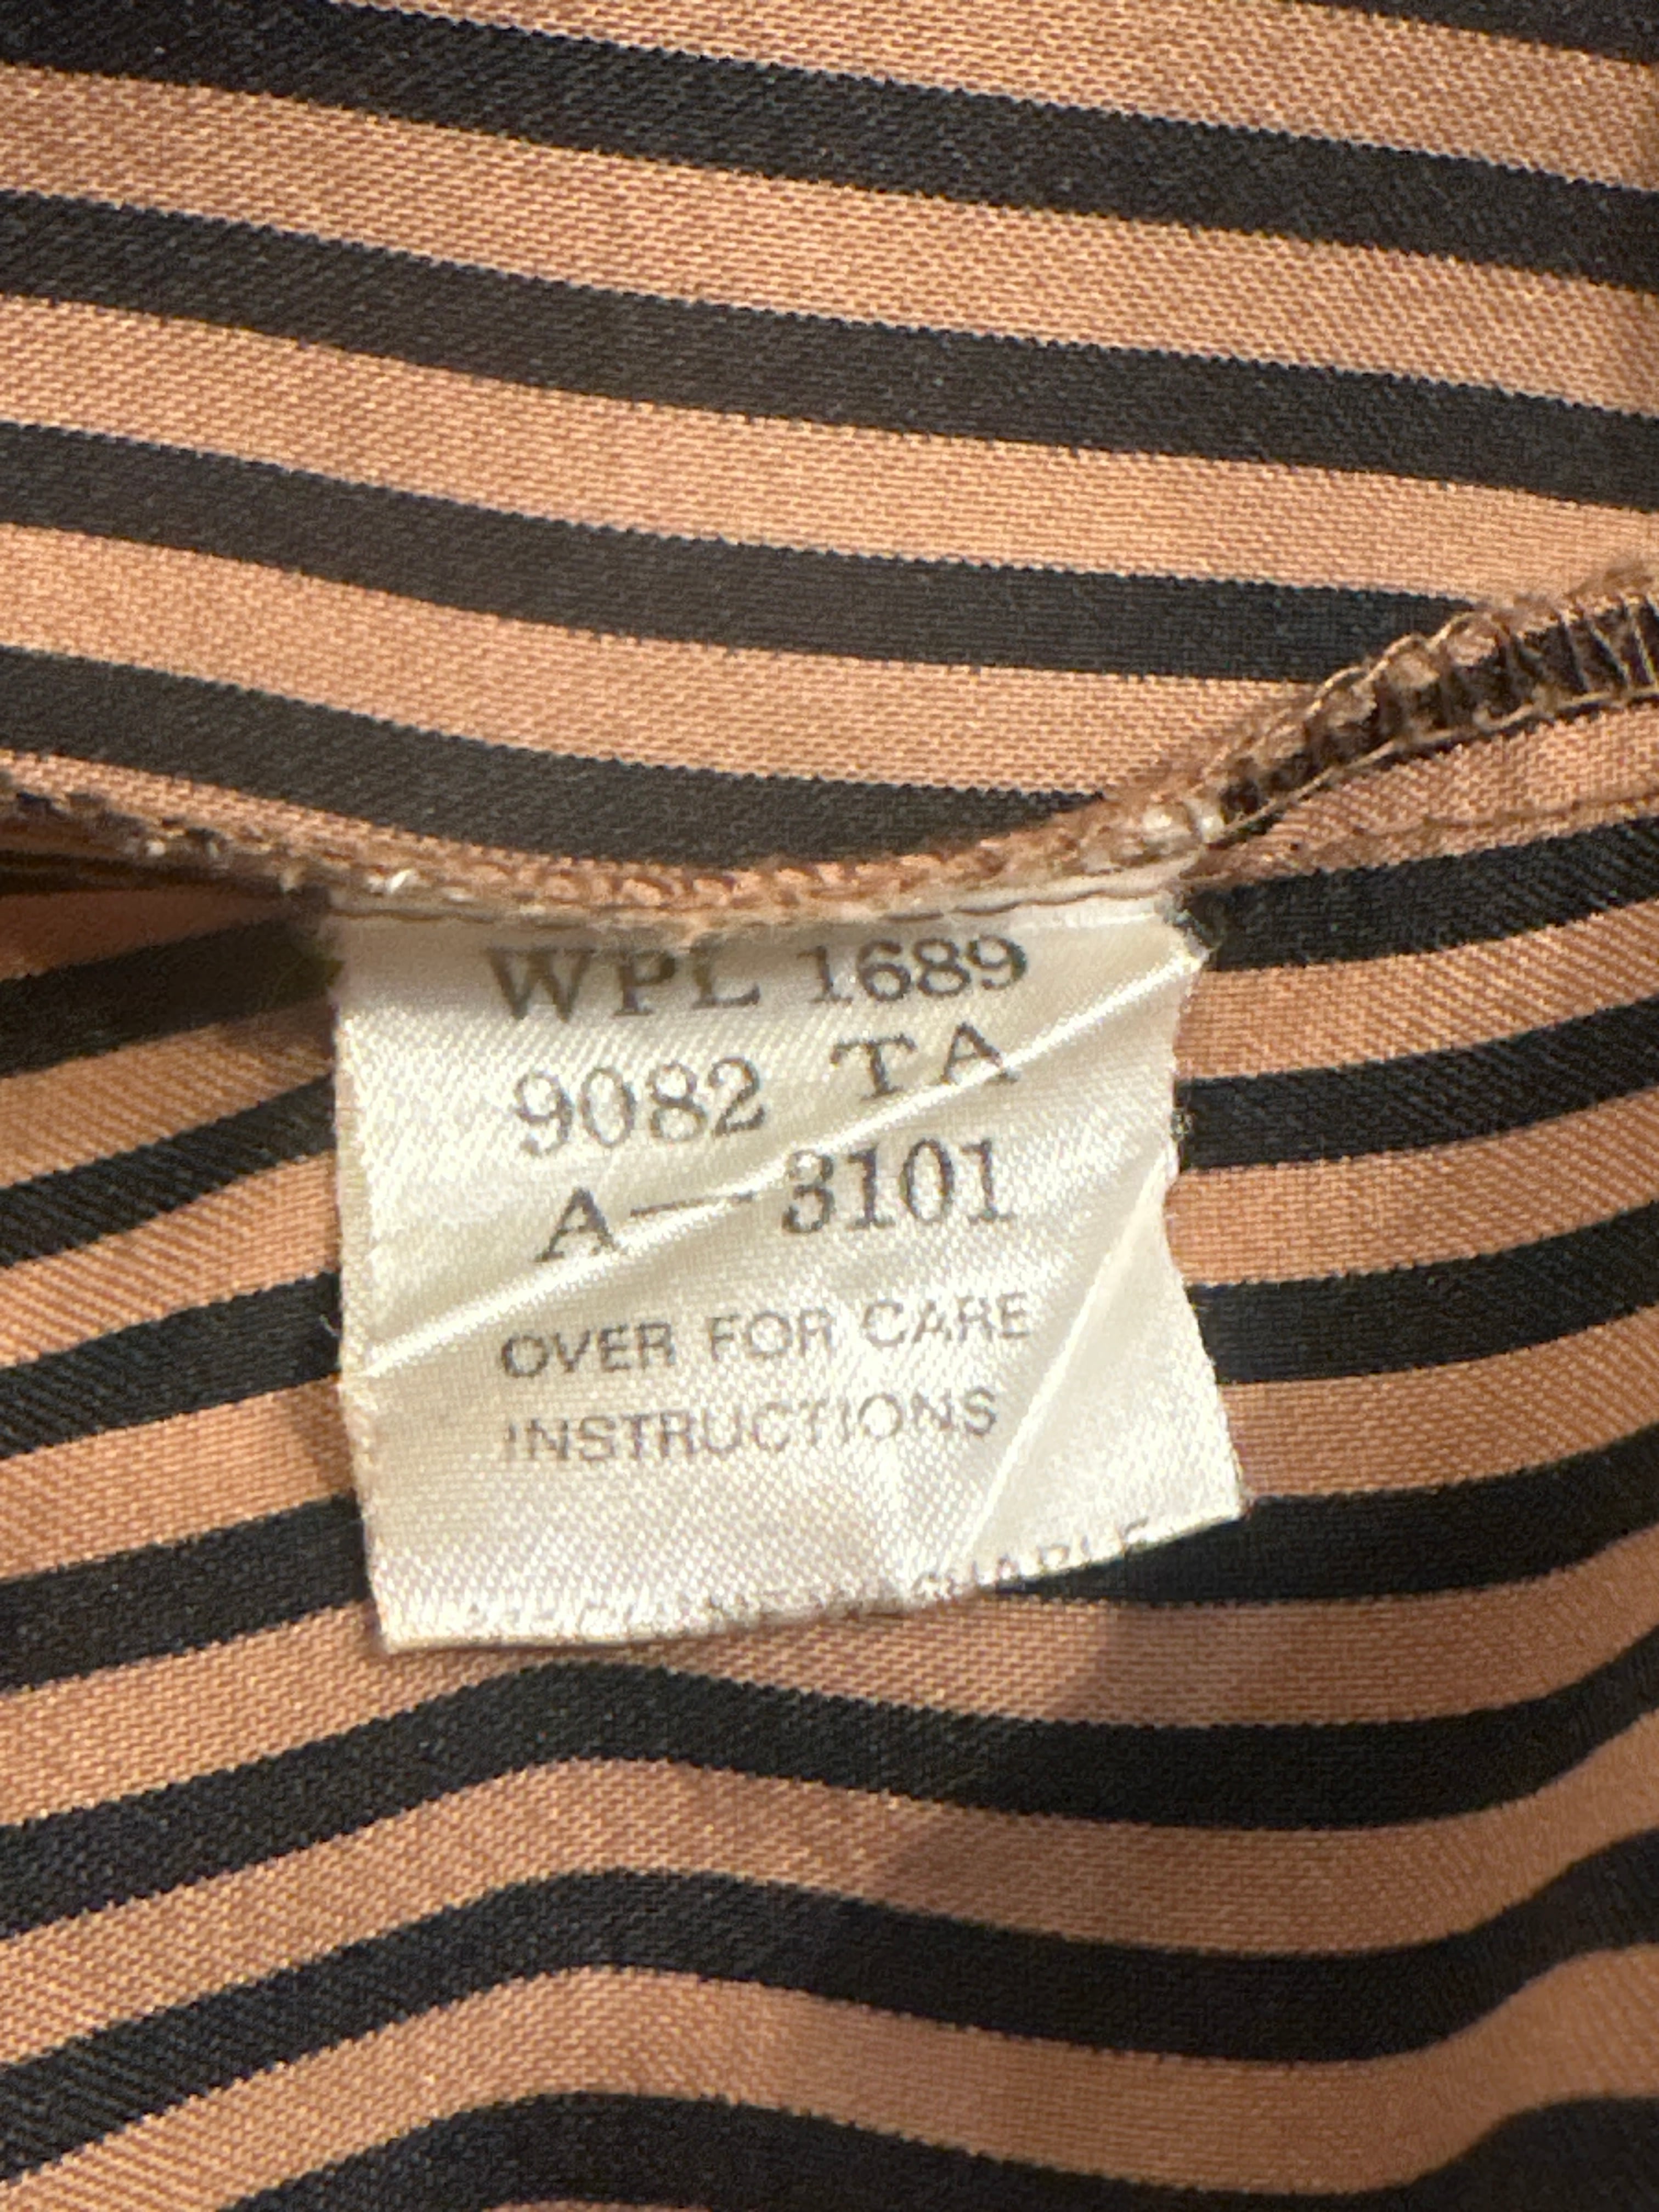 WPL 1689
9082 TA
A—3101
OVER FOR CARE
INSTRUCTIONS